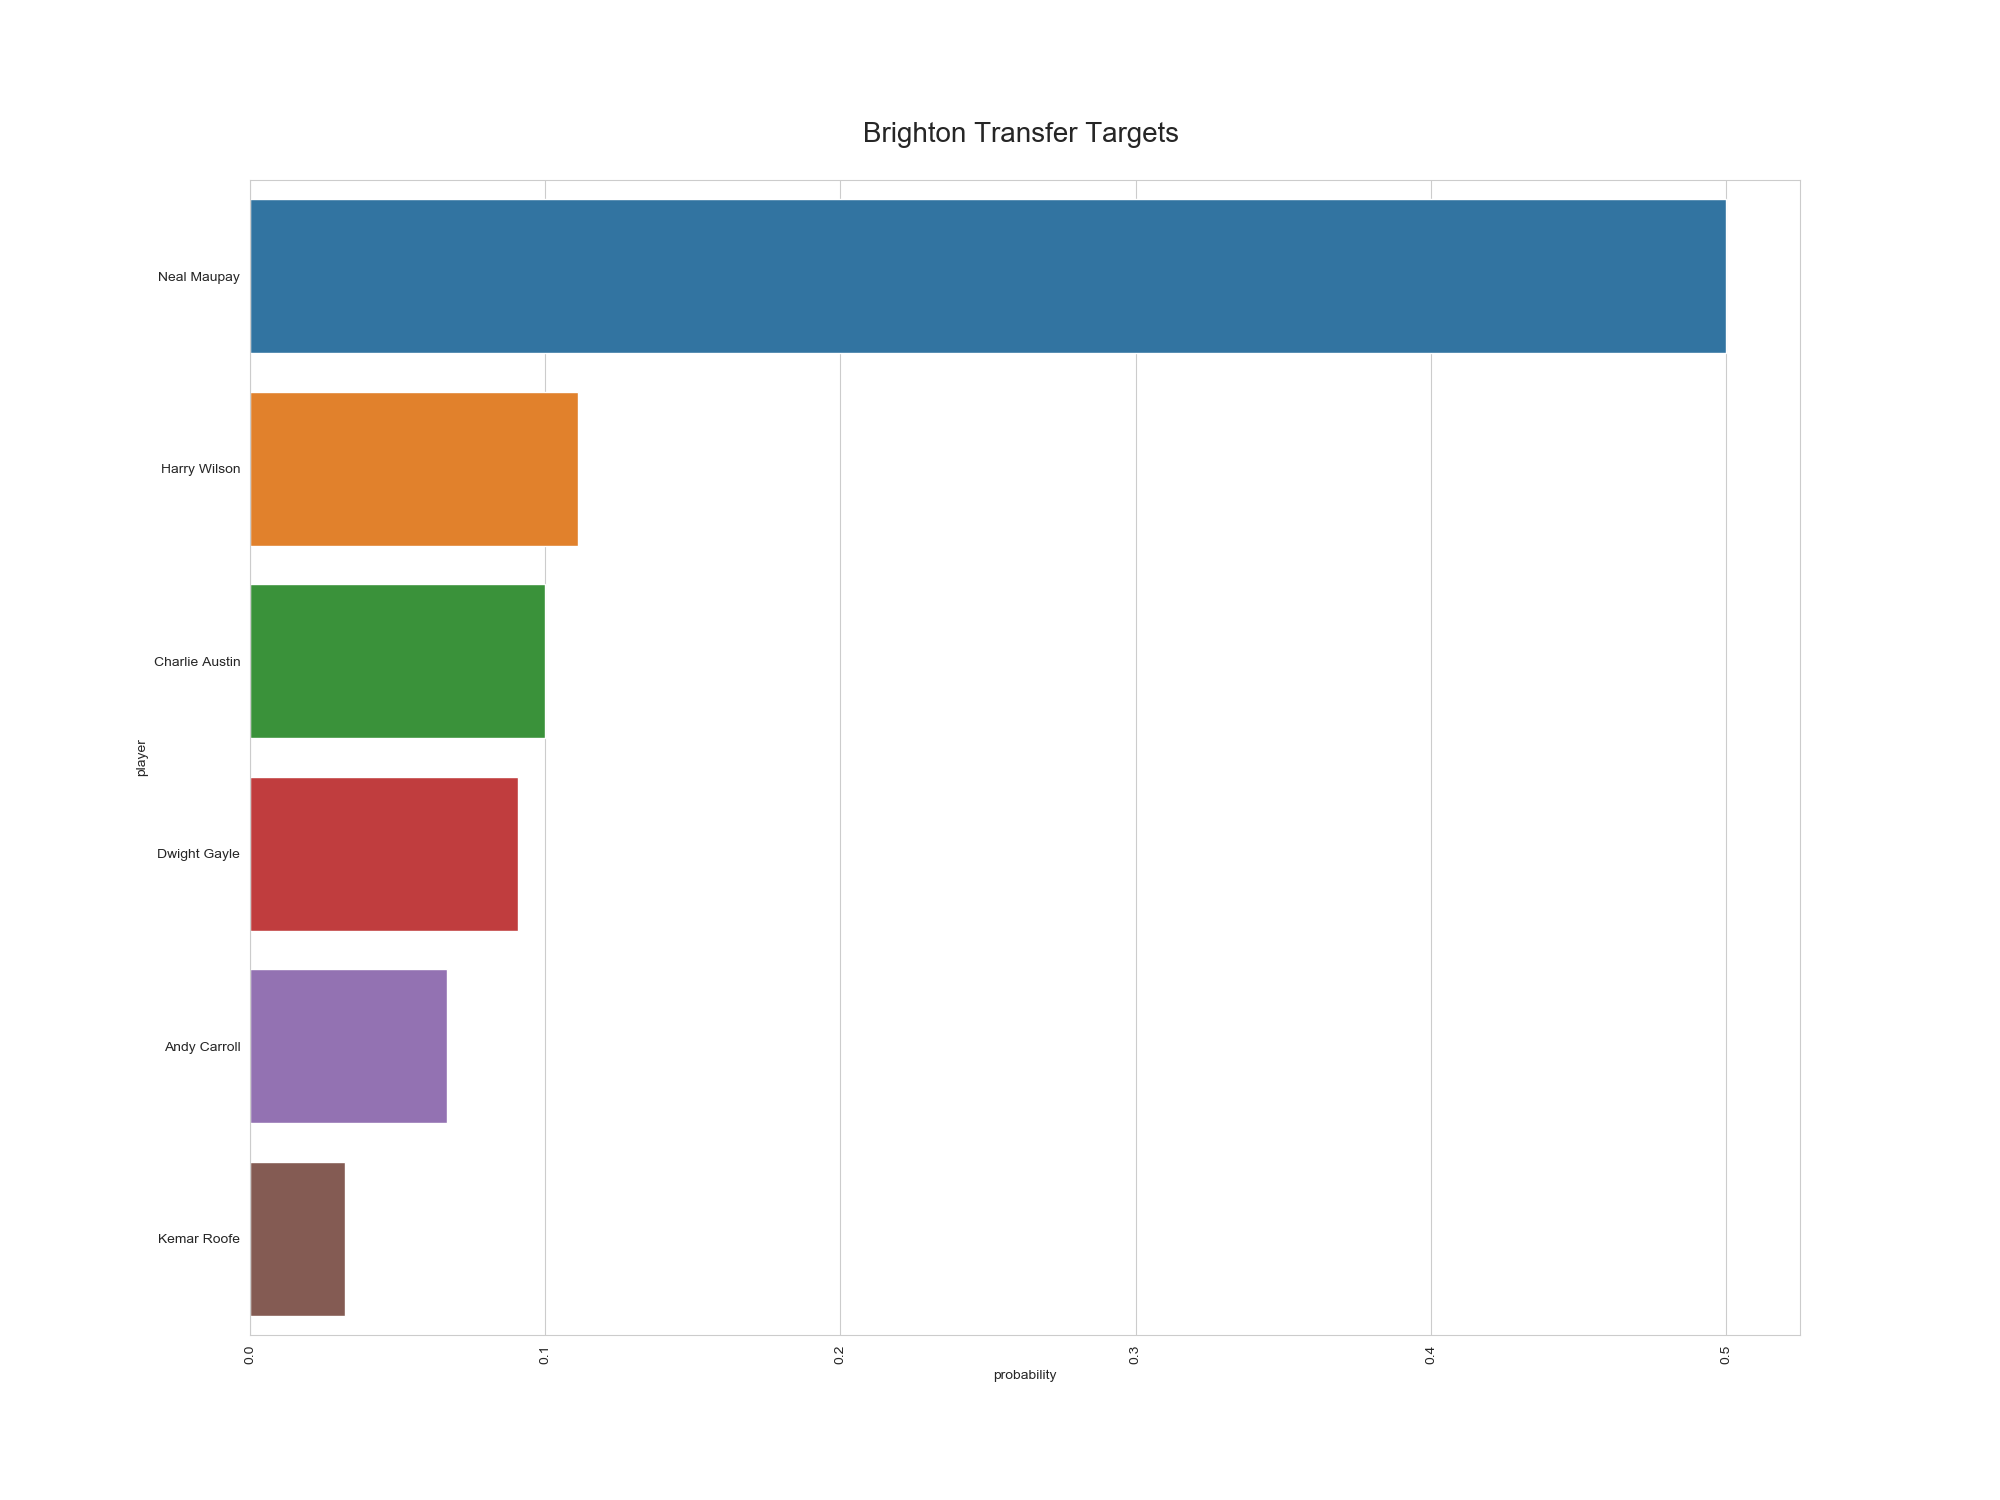 Brighton Transfer Targets
Neal Maupay
Harry Wilson
Charlie Austin
player
Dwight Gayle
Andy Carroll
Kemar Roofe
0.0
0.1
0.2
0.3
0.4
0.5
probability